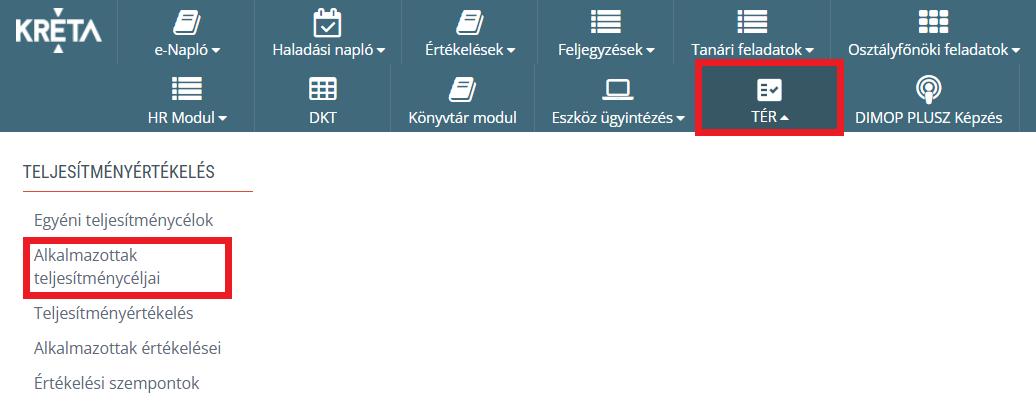 KRÉTA
e-Napló
Haladási napló
Értékelések
Feljegyzések
Tanári feladatok
Osztályfőnöki feladatok
HR Modul
DKT
Könyvtár modul
Eszköz ügyintézés
TÉR
DIMOP PLUSZ Képzés
TELJESÍTMÉNYÉRTÉKELÉS
Egyéni teljesítménycélok
Alkalmazottak
teljesítménycéljai
Teljesítményértékelés
Alkalmazottak értékelései
Értékelési szempontok